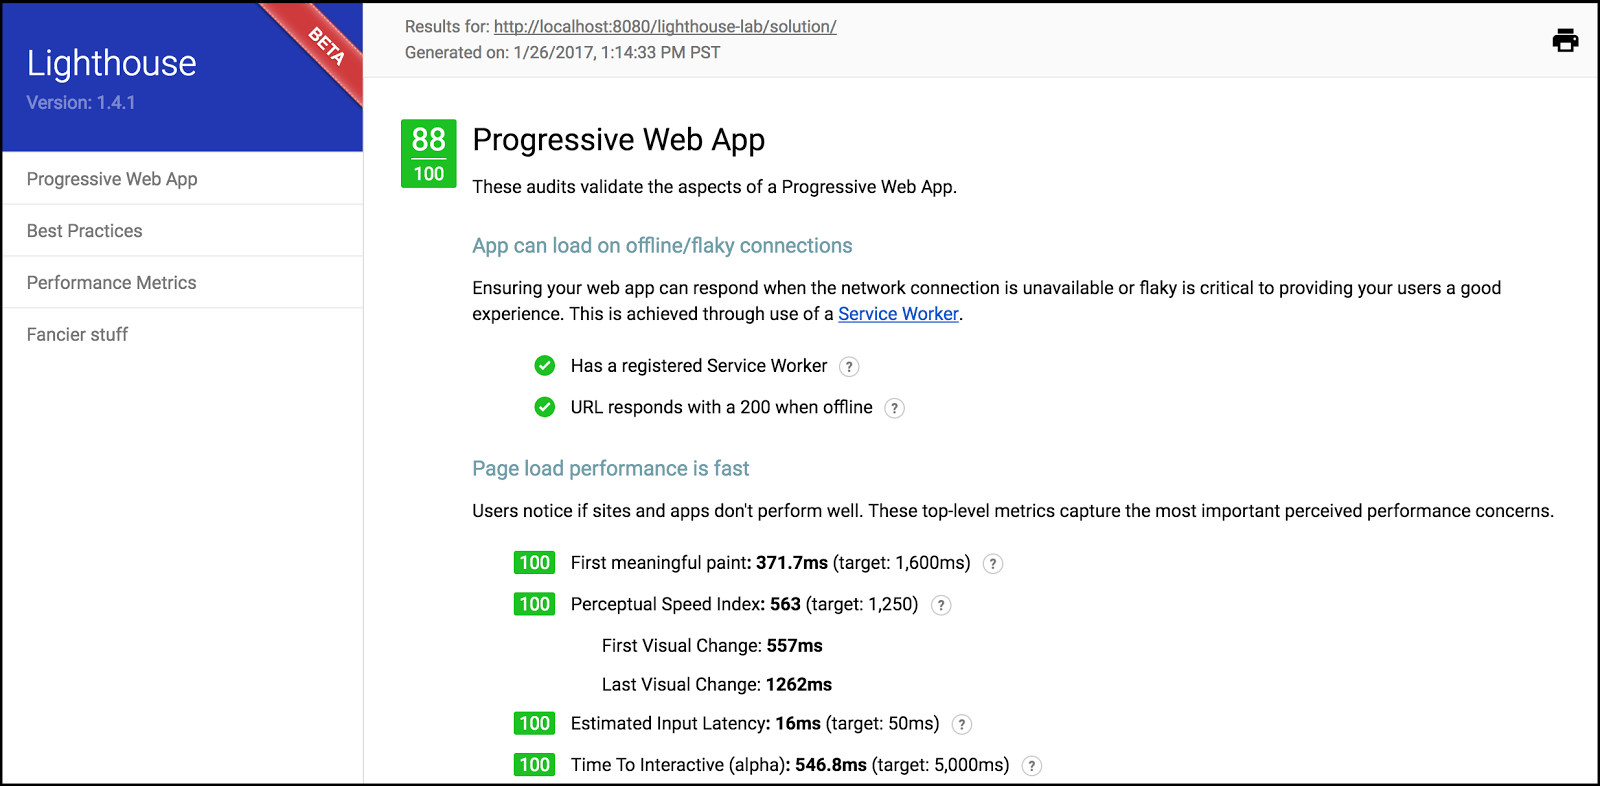 Lighthouse
Version: 1.4.1
BETA
Progressive Web App
Best Practices
Performance Metrics
Fancier stuff
Results for: http://localhost:8080/lighthouse-lab/solution/
Generated on: 1/26/2017, 1:14:33 PM PST
88
100
Progressive Web App
These audits validate the aspects of a Progressive Web App.
App can load on offline/flaky connections
Ensuring your web app can respond when the network connection is unavailable or flaky is critical to providing your users a good
experience. This is achieved through use of a Service Worker.
Has a registered Service Worker ?
URL responds with a 200 when offline ?
Page load performance is fast
Users notice if sites and apps don't perform well. These top-level metrics capture the most important perceived performance concerns.
100 First meaningful paint: 371.7ms (target: 1,600ms) ?
100 Perceptual Speed Index: 563 (target: 1,250) ?
First Visual Change: 557ms
Last Visual Change: 1262ms
100 Estimated Input Latency: 16ms (target: 50ms) ?
100 Time To Interactive (alpha): 546.8ms (target: 5,000ms) ?